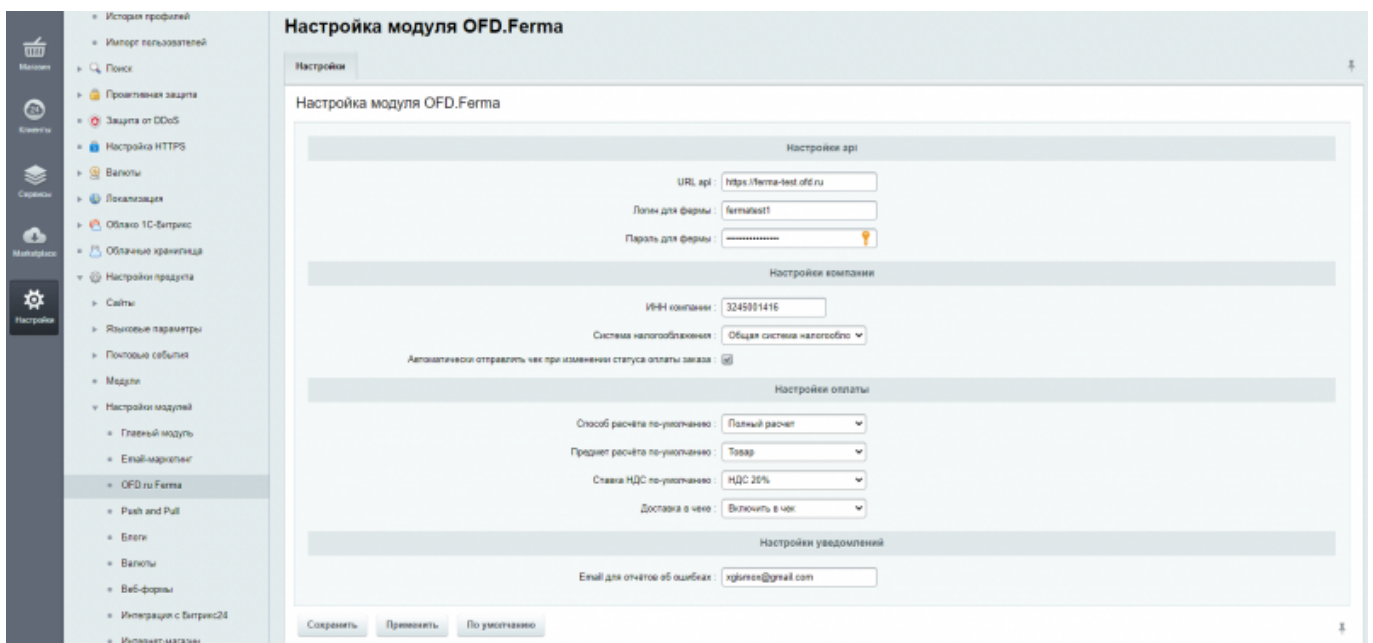 Магазин
Клиенты
Сервисы
Marketplace
Настройки
История профилей
Импорт пользователей
Поиск
Проактивная защита
Защита от DDoS
Настройка HTTPS
Валюты
Локализация
Облако 1С-Битрикс
Облачные хранилища
Настройки продукта
Сайты
Языковые параметры
Почтовые события
Модули
Настройки модулей
Главный модуль
Email-маркетинг
OFD.ru Ferma
Push and Pull
Блоги
Валюты
Веб-формы
Интеграция с Битрикс24
Интернет-магазин
Настройка модуля OFD.Ferma
Настройки
Настройка модуля OFD.Ferma
Настройки api
URL api : https://ferma-test.ofd.ru
Логин для фермы : fermatest1
Пароль для фермы : ••••••••••••••
Настройки компании
ИНН компании : 3245001416
Система налогооблажения : Общая система налогообло
Автоматически отправлять чек при изменении статуса оплаты заказа :
Настройки оплаты
Способ расчёта по-умолчанию : Полный расчет
Предмет расчёта по-умолчанию : Товар
Ставка НДС по-умолчанию : НДС 20%
Доставка в чеке : Включить в чек
Настройки уведомлений
Email для отчётов об ошибках : xgismox@gmail.com
Сохранить Применить По умолчанию